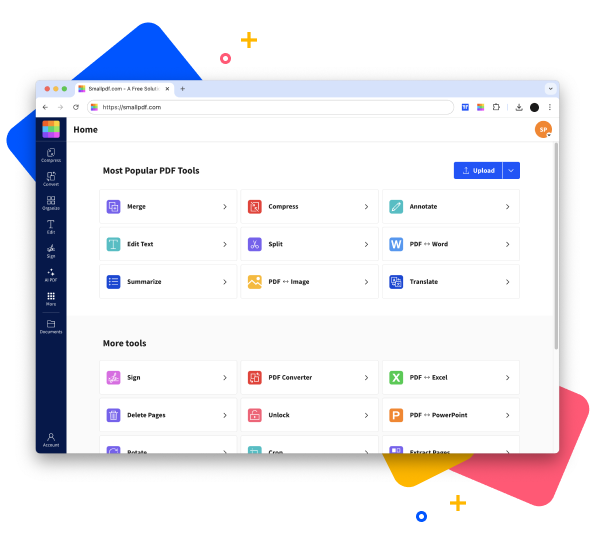 Smallpdf.com - A Free Soluti
https://smallpdf.com
Home
SP
Compress
Convert
Organize
Edit
Sign
AI PDF
More
Documents
Account
Most Popular PDF Tools
Upload
Merge
Compress
Annotate
Edit Text
Split
W
PDF ↔ Word
Summarize
PDF ↔ Image
Translate
More tools
Sign
PDF Converter
X
PDF ↔ Excel
Delete Pages
Unlock
P
PDF ↔ PowerPoint
Rotate
Crop
Extract Pages